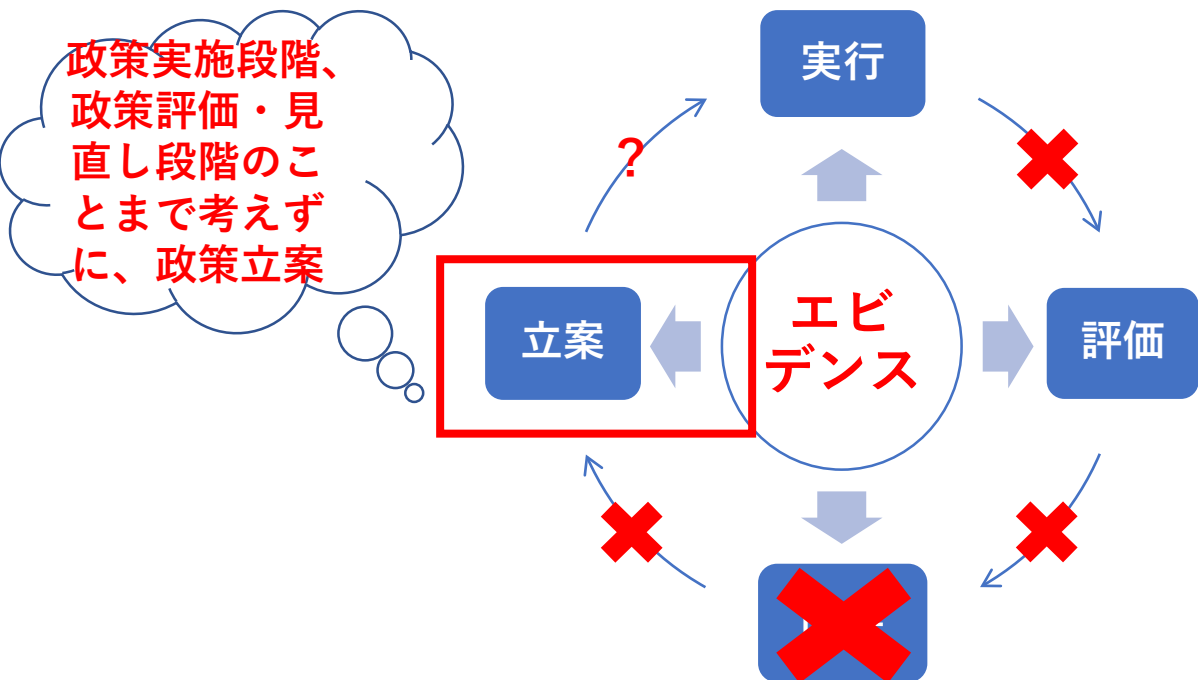 政策実施段階、
政策評価・見
直し段階のこ
とまで考えず
に、政策立案
実行
?
立案
エビ
デンス
評価